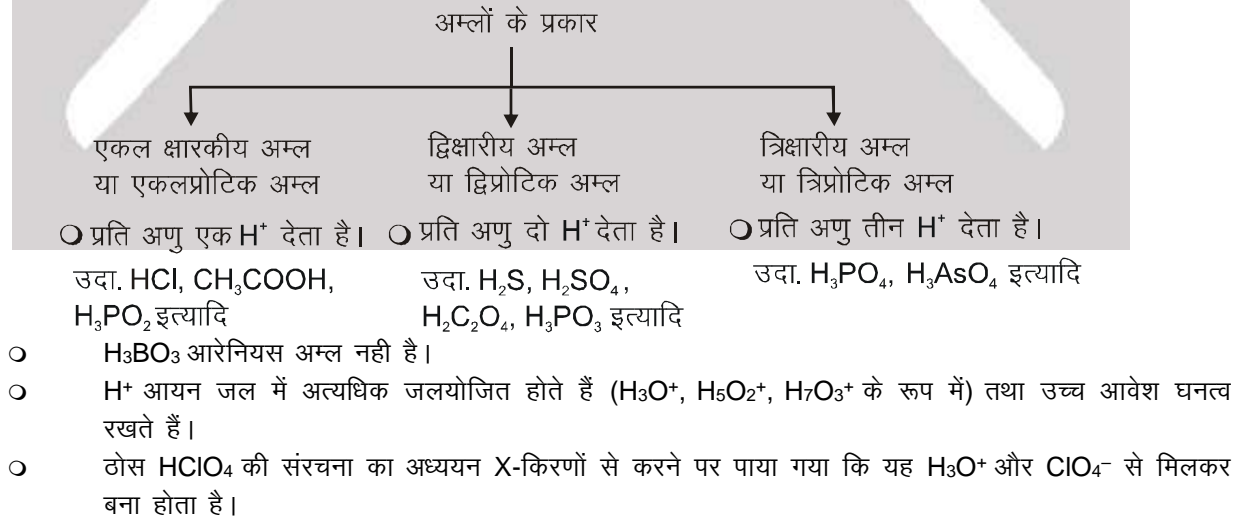 अम्लों के प्रकार
एकल क्षारकीय अम्ल
या एकलप्रोटिक अम्ल
○ प्रति अणु एक H⁺ देता है।
उदा. HCl, CH₃COOH,
H₃PO₂ इत्यादि
द्विक्षारीय अम्ल
या द्विप्रोटिक अम्ल
○ प्रति अणु दो H⁺ देता है।
उदा. H₂S, H₂SO₄,
H₂C₂O₄, H₃PO₃ इत्यादि
त्रिक्षारीय अम्ल
या त्रिप्रोटिक अम्ल
○ प्रति अणु तीन H⁺ देता है।
उदा. H₃PO₄, H₃AsO₄ इत्यादि
○ H₃BO₃ आरेनियस अम्ल नही है।
○ H⁺ आयन जल में अत्यधिक जलयोजित होते हैं (H₃O⁺, H₅O₂⁺, H₇O₃⁺ के रूप में) तथा उच्च आवेश घनत्व
रखते हैं।
○ ठोस HClO₄ की संरचना का अध्ययन X-किरणों से करने पर पाया गया कि यह H₃O⁺ और ClO₄⁻ से मिलकर
बना होता है।